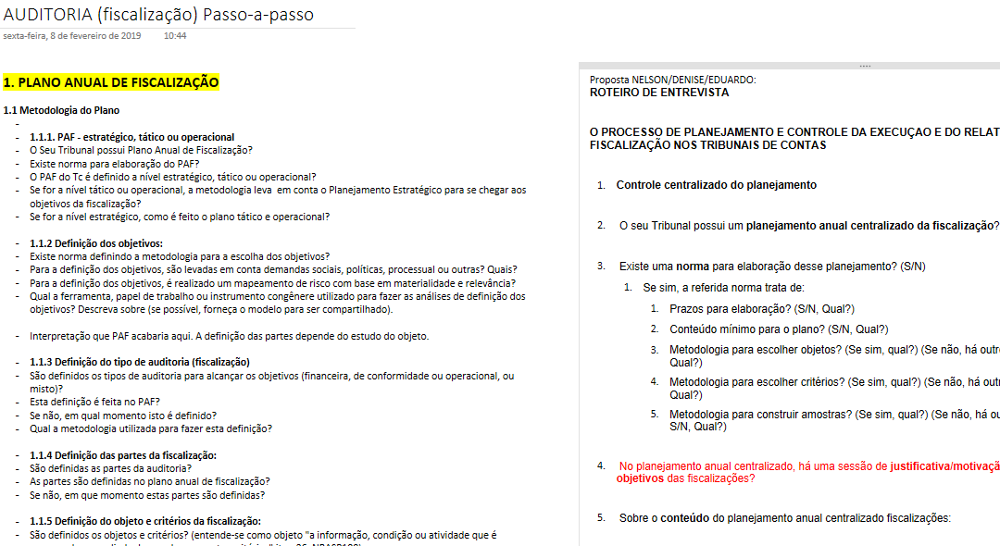 AUDITORIA (fiscalização) Passo-a-passo
sexta-feira, 8 de fevereiro de 2019 10:44
1. PLANO ANUAL DE FISCALIZAÇÃO
1.1 Metodologia do Plano
-
- 1.1.1. PAF - estratégico, tático ou operacional
- O Seu Tribunal possui Plano Anual de Fiscalização?
- Existe norma para elaboração do PAF?
- O PAF do Tc é definido a nível estratégico, tático ou operacional?
- Se for a nível tático ou operacional, a metodologia leva em conta o Planejamento Estratégico para se chegar aos
objetivos da fiscalização?
- Se for a nível estratégico, como é feito o plano tático e operacional?
- 1.1.2 Definição dos objetivos:
- Existe norma definindo a metodologia para a escolha dos objetivos?
- Para a definição dos objetivos, são levadas em conta demandas sociais, políticas, processual ou outras? Quais?
- Para a definição dos objetivos, é realizado um mapeamento de risco com base em materialidade e relevância?
- Qual a ferramenta, papel de trabalho ou instrumento congênere utilizado para fazer as análises de definição dos
objetivos? Descreva sobre (se possível, forneça o modelo para ser compartilhado).
- Interpretação que PAF acabaria aqui. A definição das partes depende do estudo do objeto.
- 1.1.3 Definição do tipo de auditoria (fiscalização)
- São definidos os tipos de auditoria para alcançar os objetivos (financeira, de conformidade ou operacional, ou
misto)?
- Esta definição é feita no PAF?
- Se não, em qual momento isto é definido?
- Qual a metodologia utilizada para fazer esta definição?
- 1.1.4 Definição das partes da fiscalização:
- São definidas as partes da auditoria?
- As partes são definidas no plano anual de fiscalização?
- Se não, em que momento estas partes são definidas?
- 1.1.5 Definição do objeto e critérios da fiscalização:
- São definidos os objetos e critérios? (entende-se como objeto "a informação, condição ou atividade que é
Proposta NELSON/DENISE/EDUARDO:
ROTEIRO DE ENTREVISTA
O PROCESSO DE PLANEJAMENTO E CONTROLE DA EXECUÇAO E DO RELAT
FISCALIZAÇÃO NOS TRIBUNAIS DE CONTAS
1. Controle centralizado do planejamento
2. O seu Tribunal possui um planejamento anual centralizado da fiscalização?
3. Existe uma norma para elaboração desse planejamento? (S/N)
1. Se sim, a referida norma trata de:
1. Prazos para elaboração? (S/N, Qual?)
2. Conteúdo mínimo para o plano? (S/N, Qual?)
3. Metodologia para escolher objetos? (Se sim, qual?) (Se não, há outr
Qual?)
4. Metodologia para escolher critérios? (Se sim, qual?) (Se não, há out
Qual?)
5. Metodologia para construir amostras? (Se sim, qual?) (Se não, há ou
S/N, Qual?)
4. No planejamento anual centralizado, há uma sessão de justificativa/motivaçã
objetivos das fiscalizações?
5. Sobre o conteúdo do planejamento anual centralizado fiscalizações: